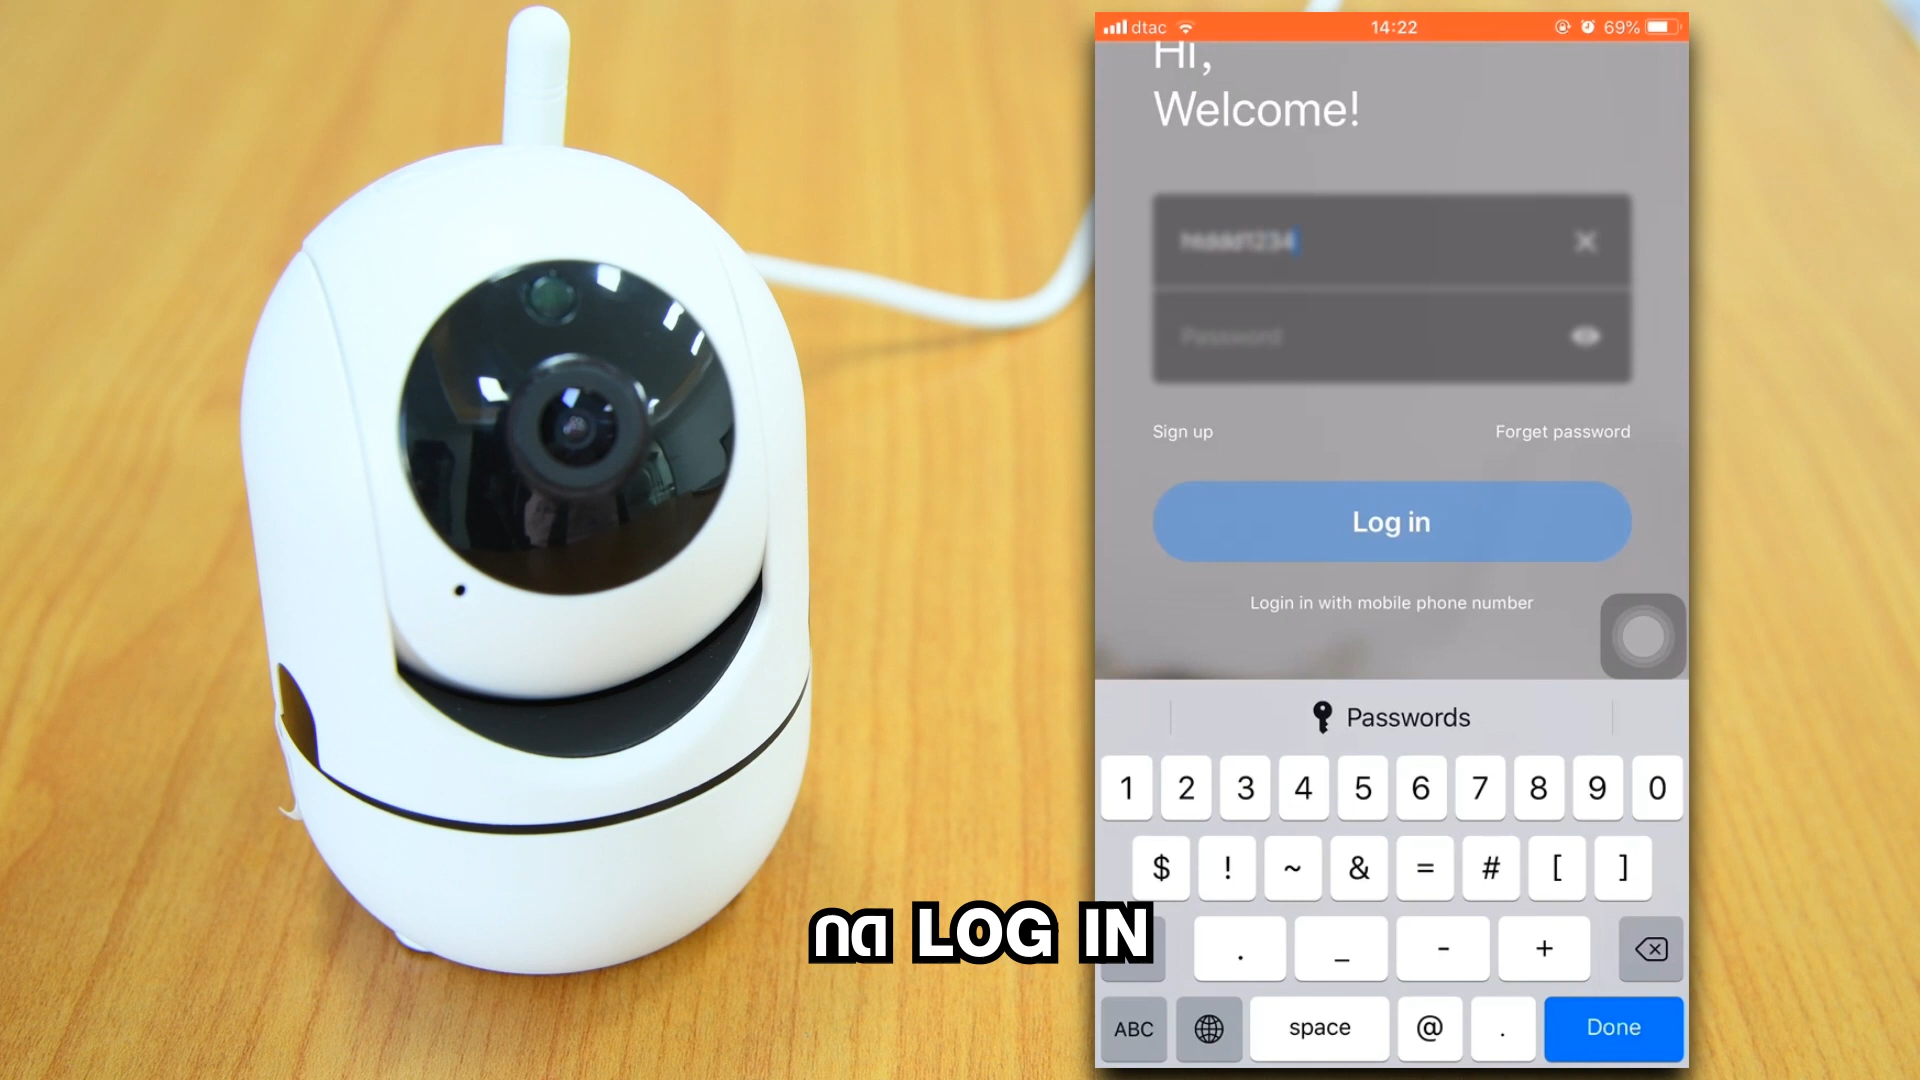 dtac 14:22 69%
Hi,
Welcome!
Password
Sign up Forget password
Log in
Login in with mobile phone number
Passwords
1 2 3 4 5 6 7 8 9 0
$ ! ~ & = # [ ]
. _ - +
ABC space @ . Done
กด LOG IN